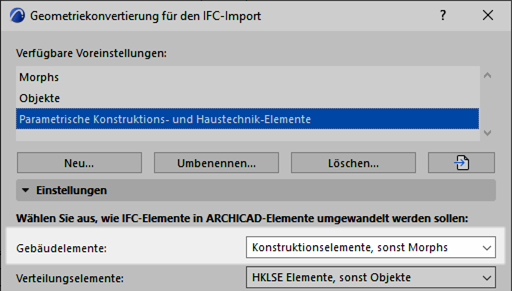 Geometriekonvertierung für den IFC-Import
? ×
Verfügbare Voreinstellungen:
Morphs
Objekte
Parametrische Konstruktions- und Haustechnik-Elemente
Neu... Umbenennen... Löschen...
Einstellungen
Wählen Sie aus, wie IFC-Elemente in ARCHICAD-Elemente umgewandelt werden sollen:
Gebäudelemente: Konstruktionselemente, sonst Morphs
Verteilungselemente: HKLSE Elemente, sonst Objekte